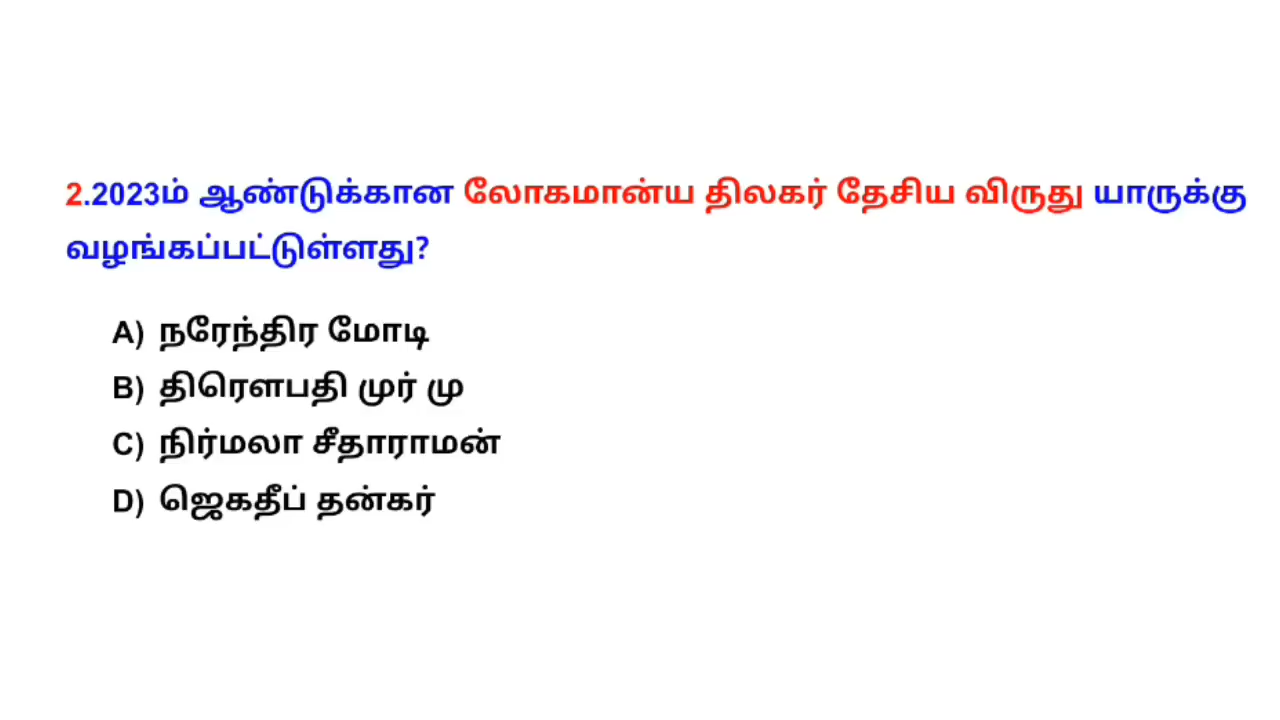 2.2023ம் ஆண்டுக்கான லோகமான்ய திலகர் தேசிய விருது யாருக்கு
வழங்கப்பட்டுள்ளது?
A) நரேந்திர மோடி
B) திரௌபதி முர் மு
C) நிர்மலா சீதாராமன்
D) ஜெகதீப் தன்கர்